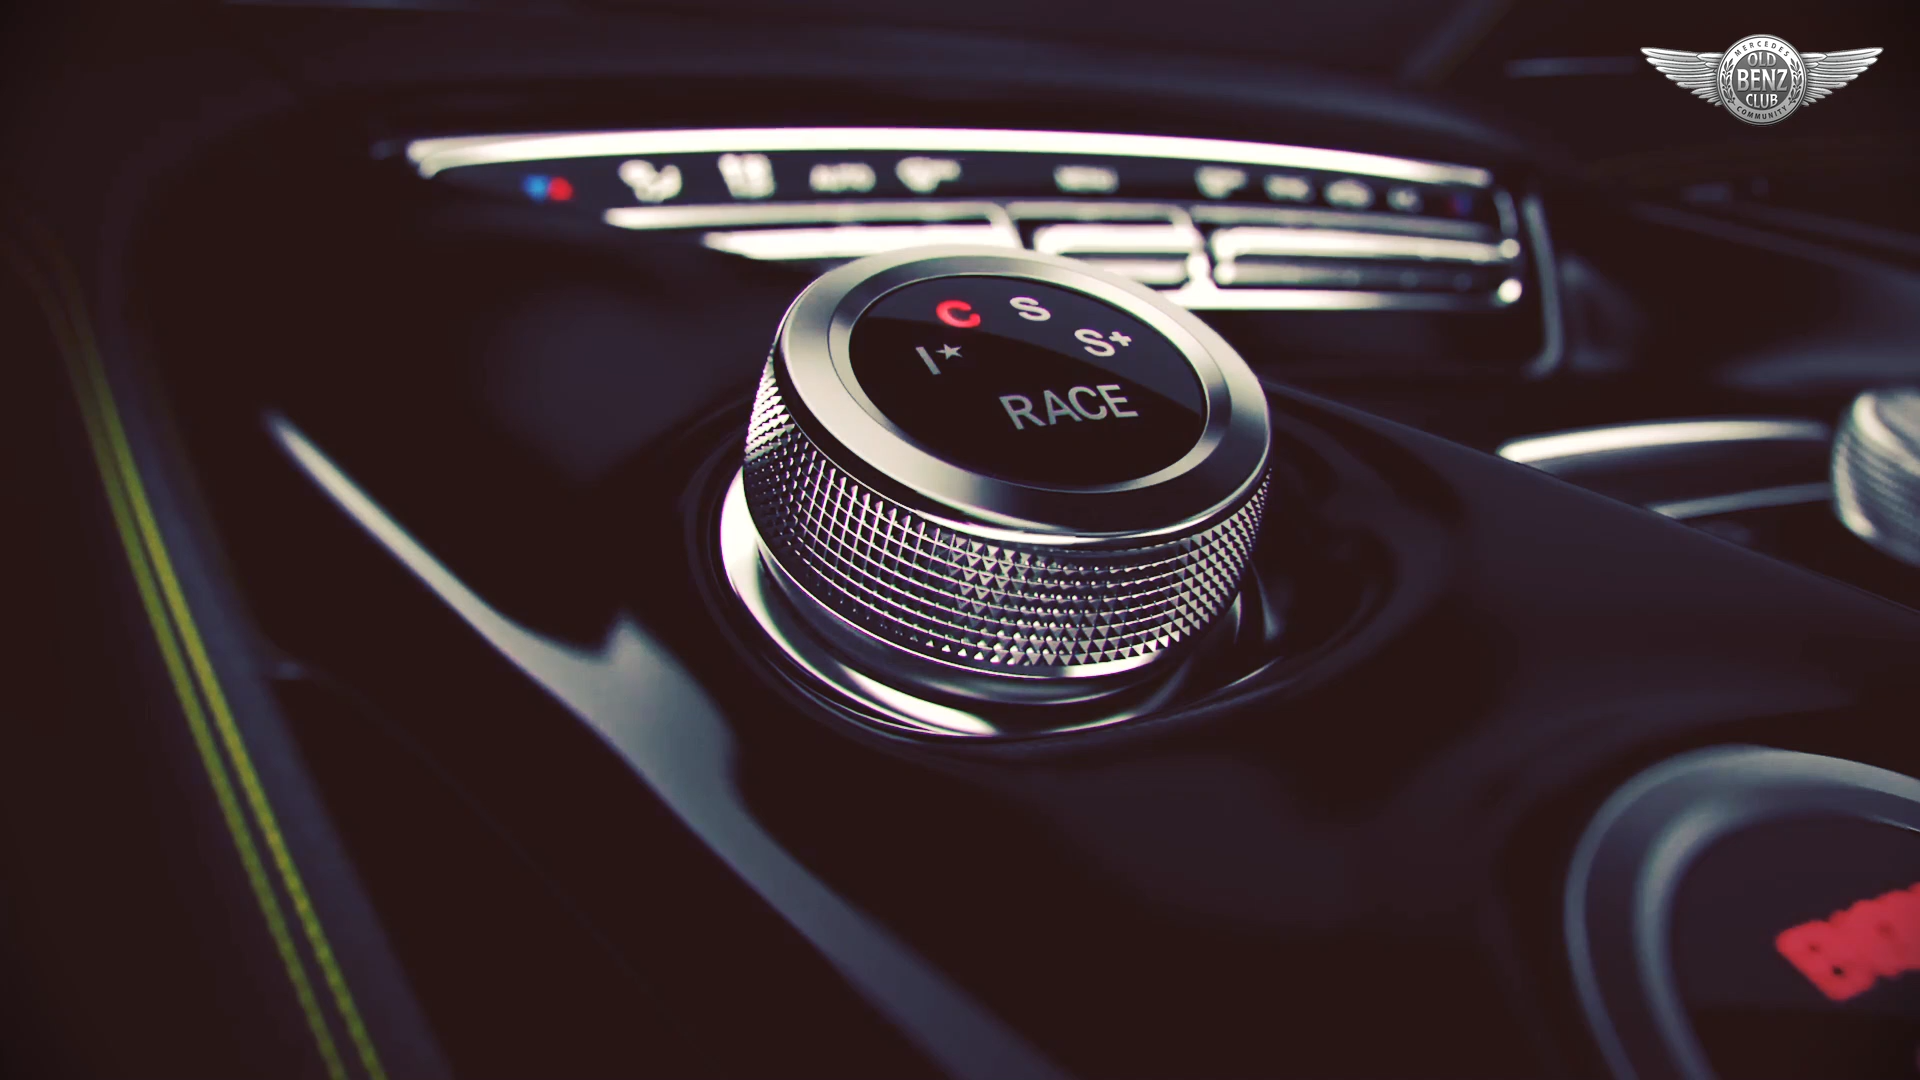 MERCEDES
OLD
BENZ
CLUB
COMMUNITY
C S S+
I★
RACE